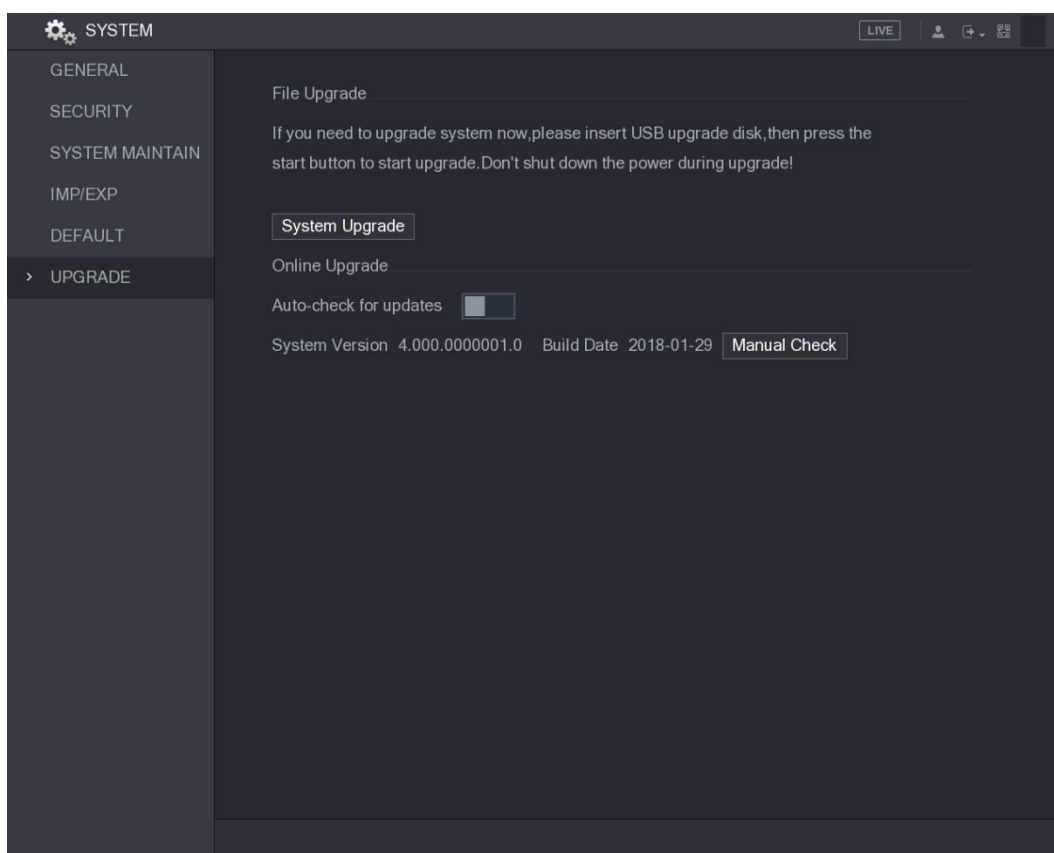 SYSTEM
LIVE
GENERAL
SECURITY
SYSTEM MAINTAIN
IMP/EXP
DEFAULT
> UPGRADE
File Upgrade
If you need to upgrade system now,please insert USB upgrade disk,then press the
start button to start upgrade.Don't shut down the power during upgrade!
System Upgrade
Online Upgrade
Auto-check for updates
System Version 4.000.0000001.0 Build Date 2018-01-29 Manual Check